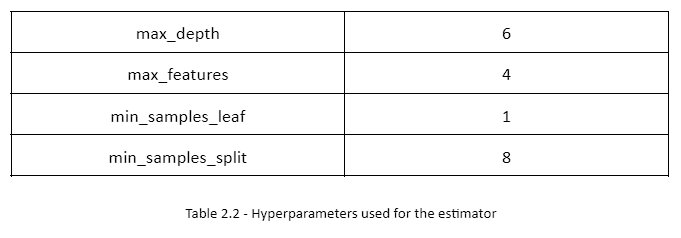 max_depth 6
max_features 4
min_samples_leaf 1
min_samples_split 8
Table 2.2 - Hyperparameters used for the estimator